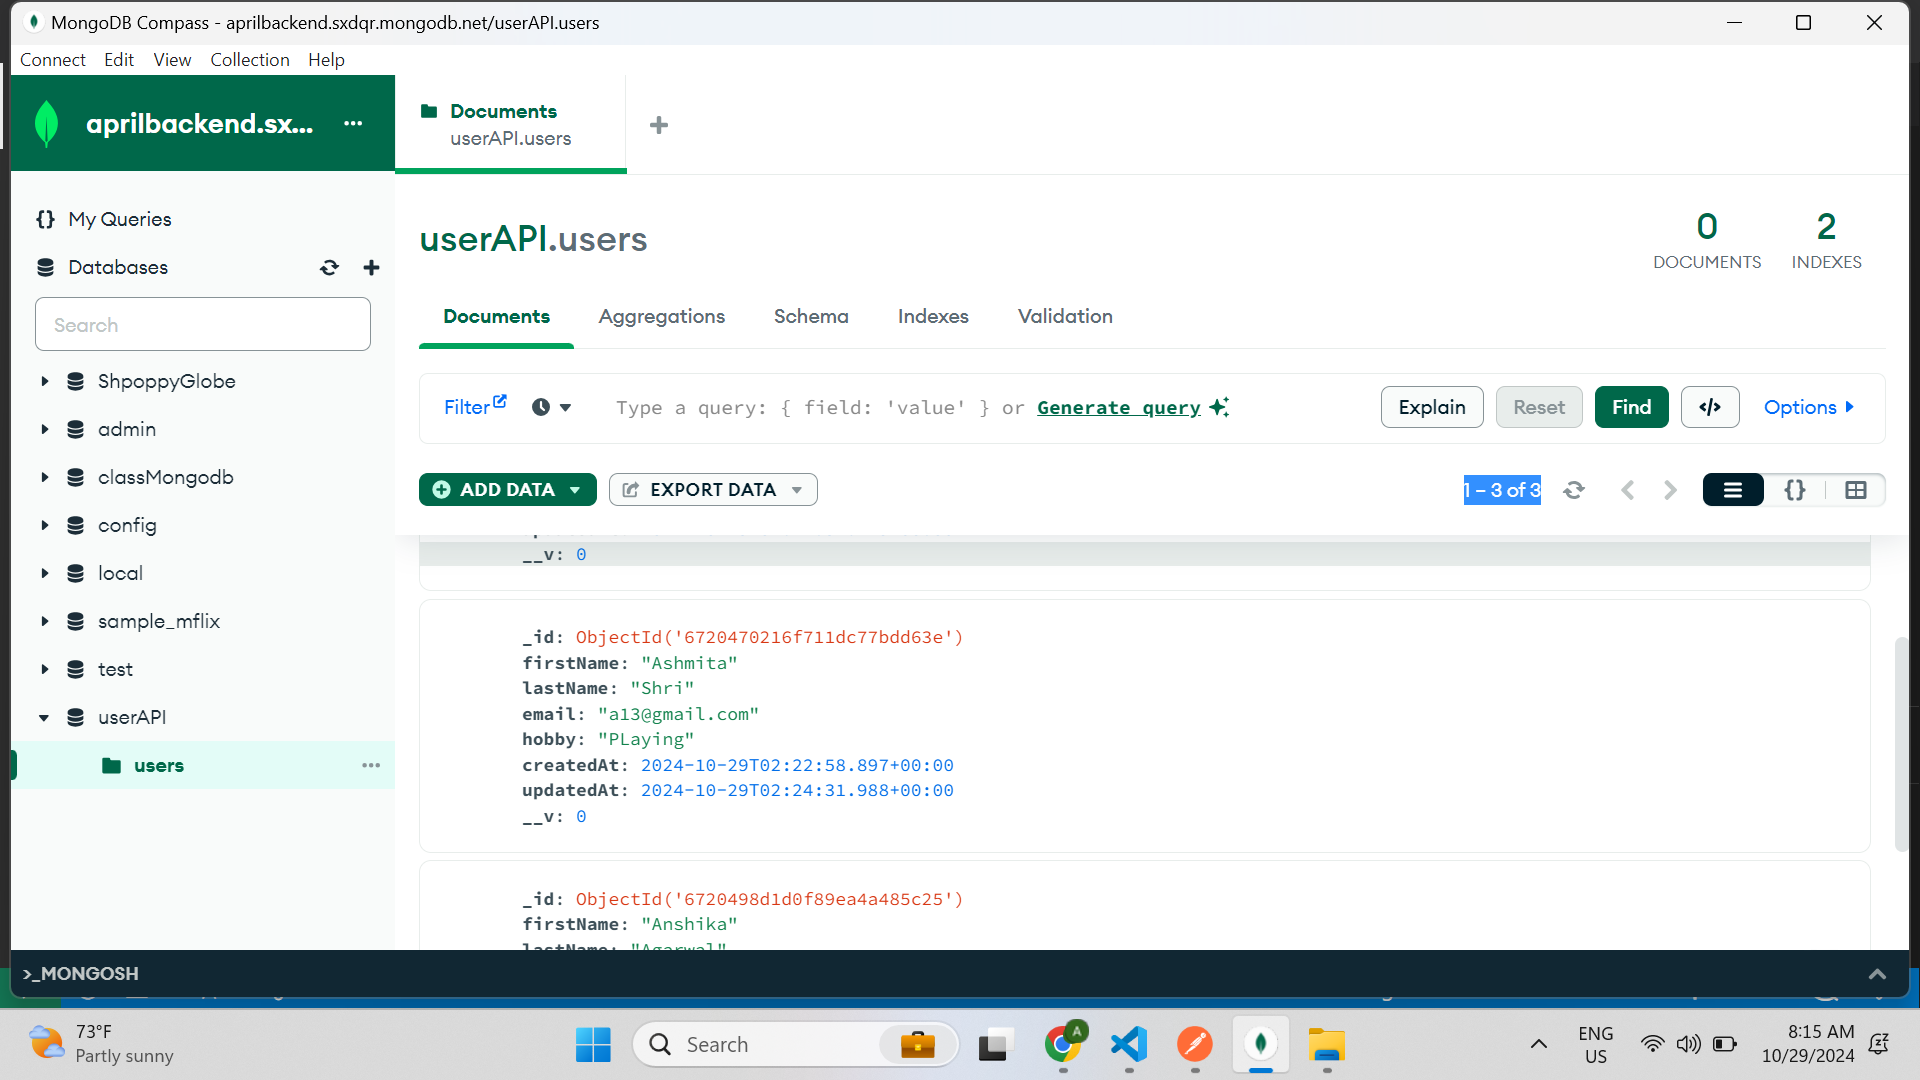 MongoDB Compass - aprilbackend.sxdqr.mongodb.net/userAPI.users
Connect Edit View Collection Help
aprilbackend.sx... ...
Documents
userAPI.users
{} My Queries
Databases
Search
ShpoppyGlobe
admin
classMongodb
config
local
sample_mflix
test
userAPI
users ...
userAPI.users
0
DOCUMENTS
2
INDEXES
Documents Aggregations Schema Indexes Validation
Filter Type a query: { field: 'value' } or Generate query Explain Reset Find </> Options
ADD DATA EXPORT DATA 1 – 3 of 3 {}
__v: 0
_id: ObjectId('6720470216f711dc77bdd63e')
firstName: "Ashmita"
lastName: "Shri"
email: "a13@gmail.com"
hobby: "PLaying"
createdAt: 2024-10-29T02:22:58.897+00:00
updatedAt: 2024-10-29T02:24:31.988+00:00
__v: 0
_id: ObjectId('6720498d1d0f89ea4a485c25')
firstName: "Anshika"
lastName: "Agarwal"
>_MONGOSH
73°F
Partly sunny
Search
A
ENG
US
8:15 AM
10/29/2024